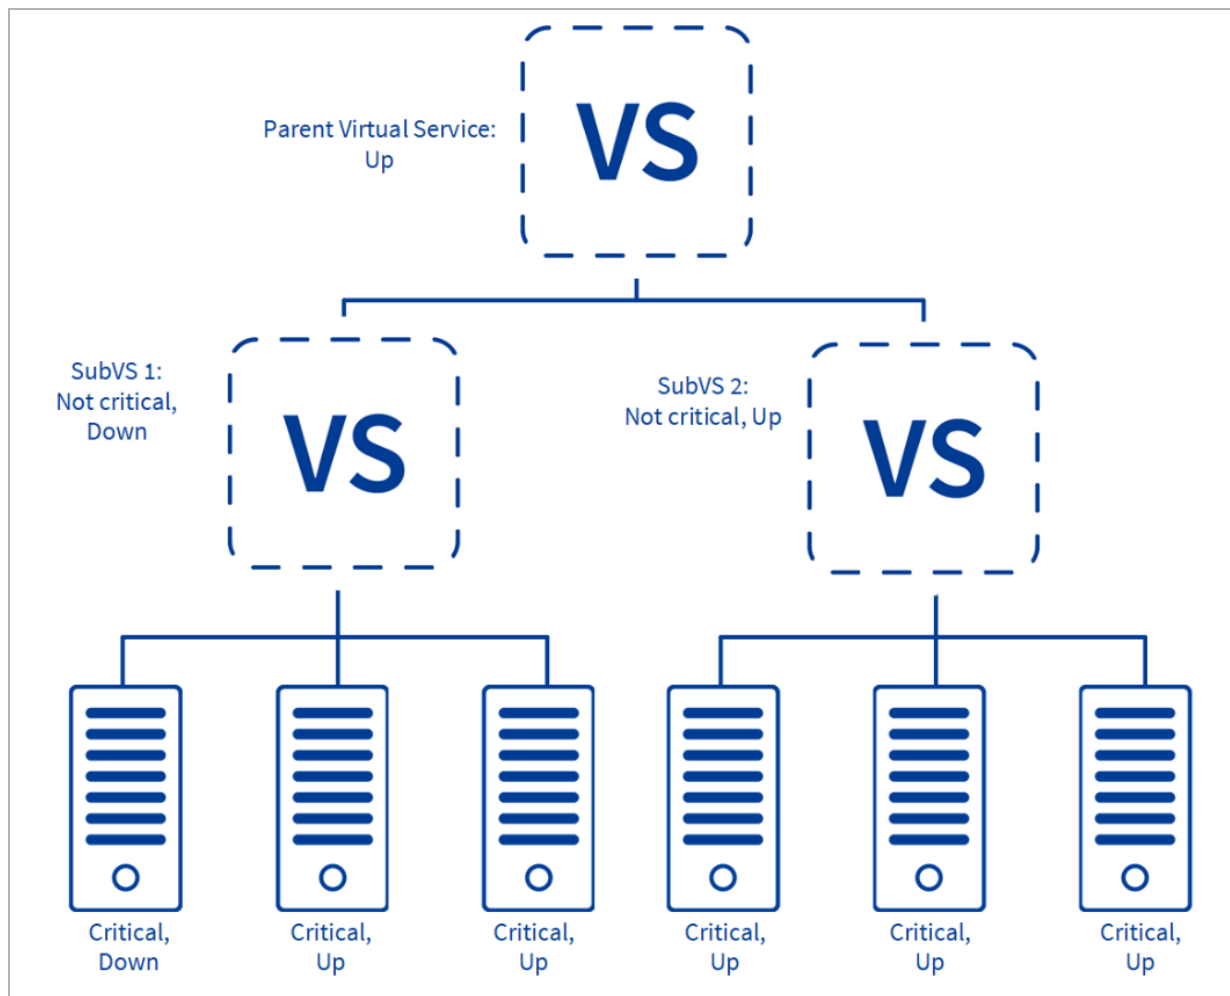 VS
Parent Virtual Service:
Up
SubVS 1:
Not critical,
Down
VS
SubVS 2:
Not critical, Up
VS
Critical,
Down
Critical,
Up
Critical,
Up
Critical,
Up
Critical,
Up
Critical,
Up